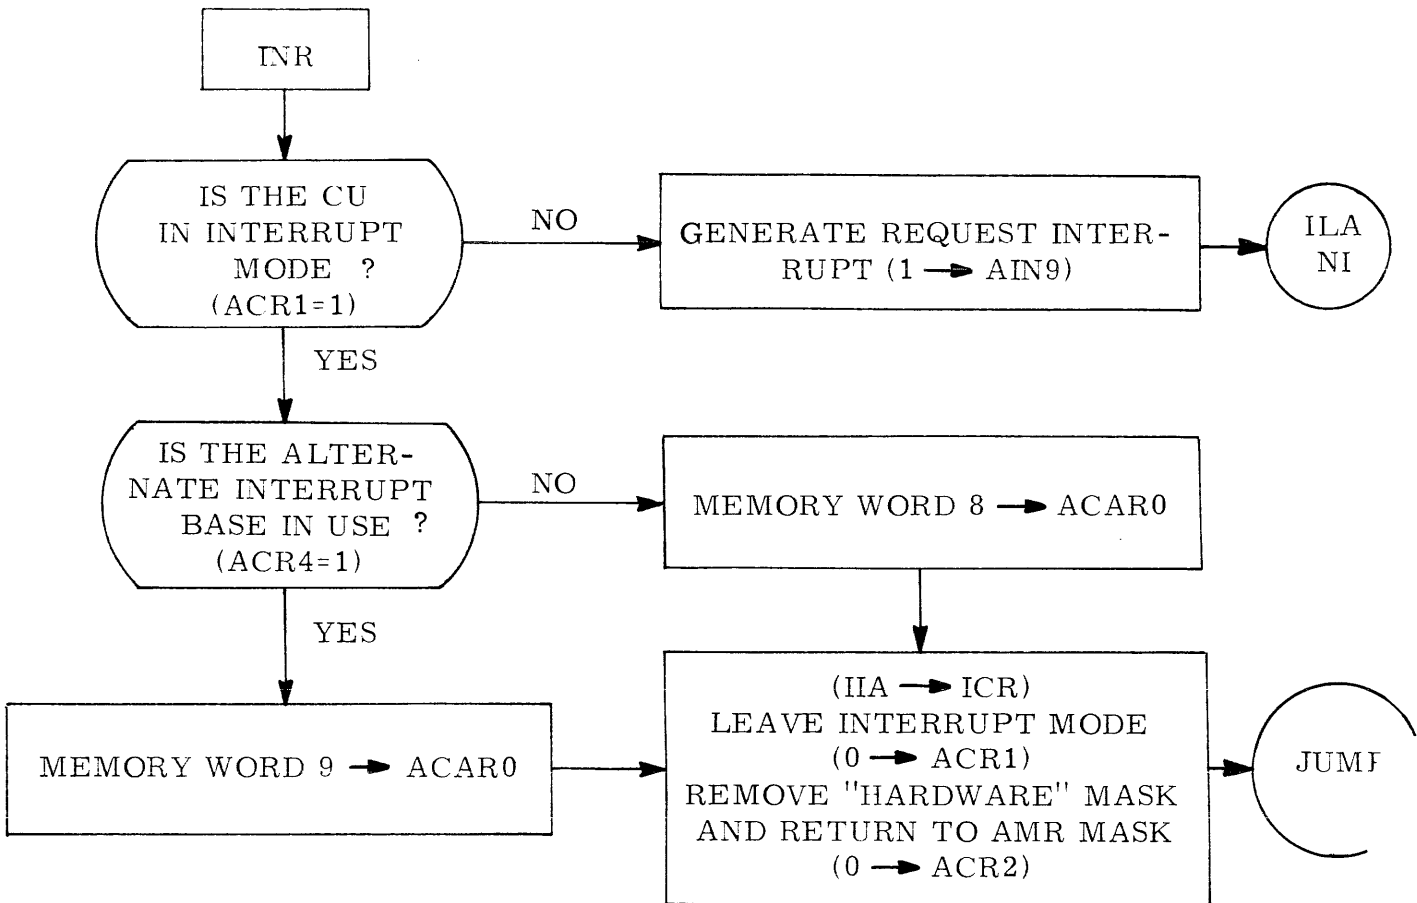 INR
IS THE CU
IN INTERRUPT
MODE ?
(ACR1=1)
NO
GENERATE REQUEST INTER-
RUPT (1 → AIN9)
ILA
NI
YES
IS THE ALTER-
NATE INTERRUPT
BASE IN USE ?
(ACR4=1)
NO
MEMORY WORD 8 → ACAR0
YES
MEMORY WORD 9 → ACAR0
(IIA → ICR)
LEAVE INTERRUPT MODE
(0 → ACR1)
REMOVE "HARDWARE" MASK
AND RETURN TO AMR MASK
(0 → ACR2)